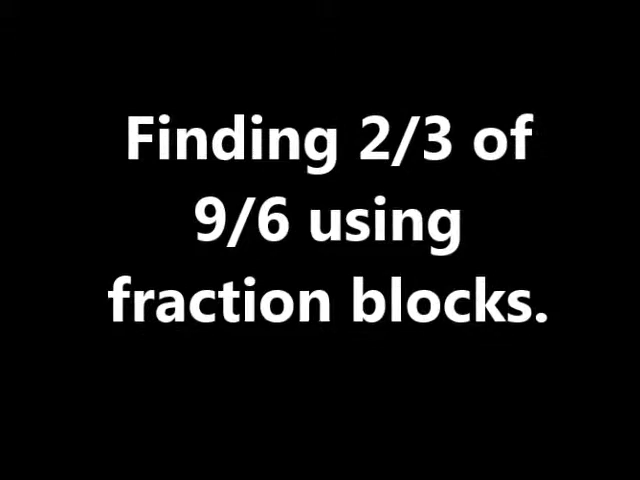 Finding 2/3 of
9/6 using
fraction blocks.